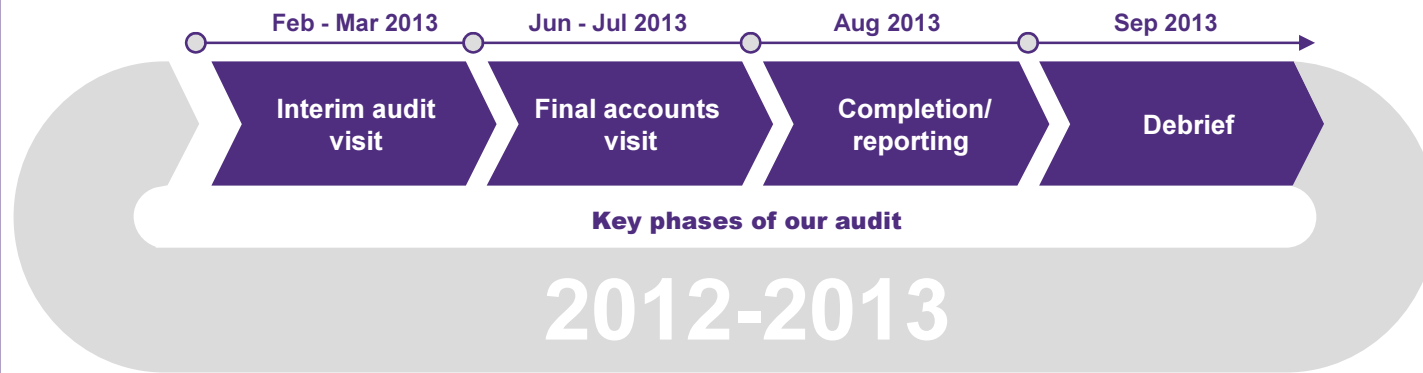 Feb - Mar 2013
Jun - Jul 2013
Aug 2013
Sep 2013
Interim audit
visit
Final accounts
visit
Completion/
reporting
Debrief
Key phases of our audit
2012-2013